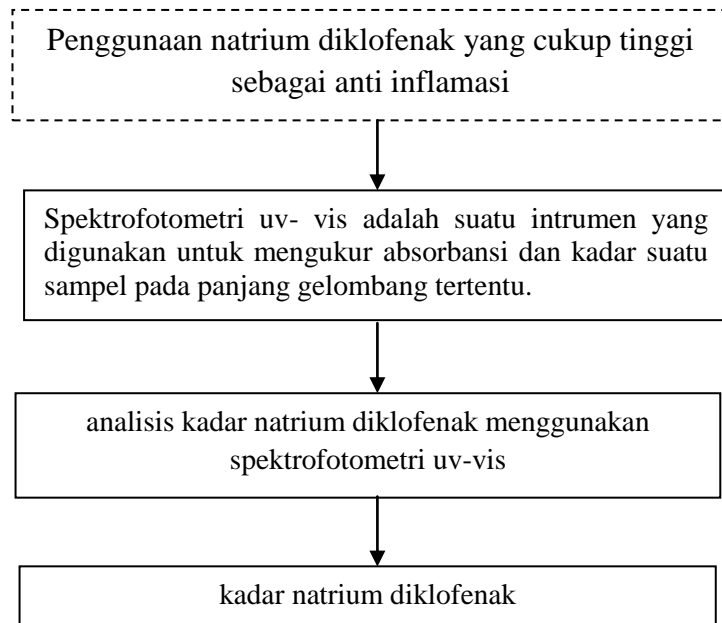 Penggunaan natrium diklofenak yang cukup tinggi
sebagai anti inflamasi
Spektrofotometri uv- vis adalah suatu intrumen yang
digunakan untuk mengukur absorbansi dan kadar suatu
sampel pada panjang gelombang tertentu.
analisis kadar natrium diklofenak menggunakan
spektrofotometri uv-vis
kadar natrium diklofenak